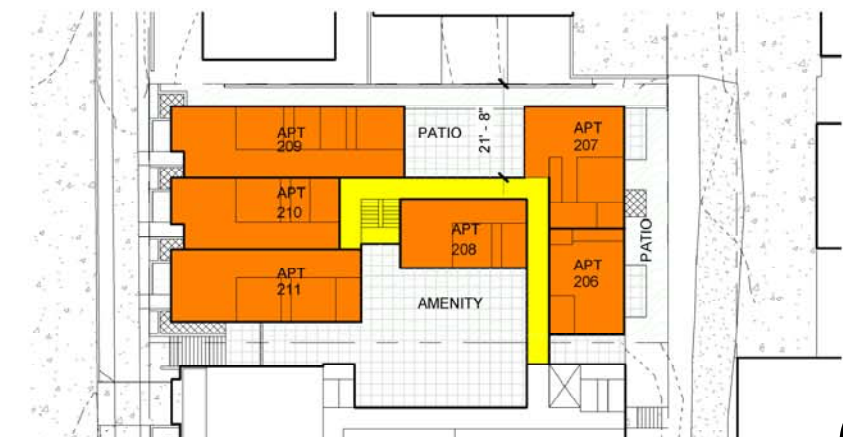 APT
209
PATIO
21' - 8"
APT
207
APT
210
APT
208
PATIO
APT
206
APT
211
AMENITY